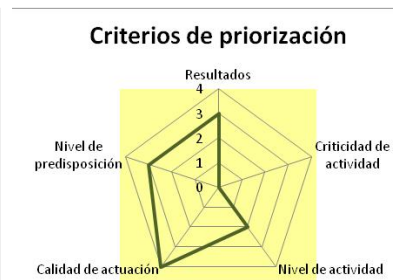 Criterios de priorización
Resultados
4
3
2
1
0
Criticidad de
actividad
Nivel de
predisposición
Calidad de actuación
Nivel de actividad